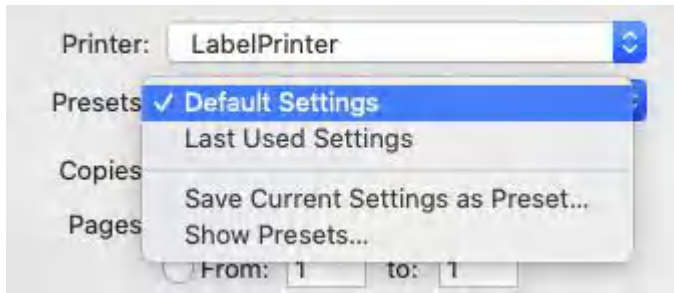 Printer: LabelPrinter
Presets ✓ Default Settings
Last Used Settings
Copies
Save Current Settings as Preset...
Pages
Show Presets...
From: 1 to: 1